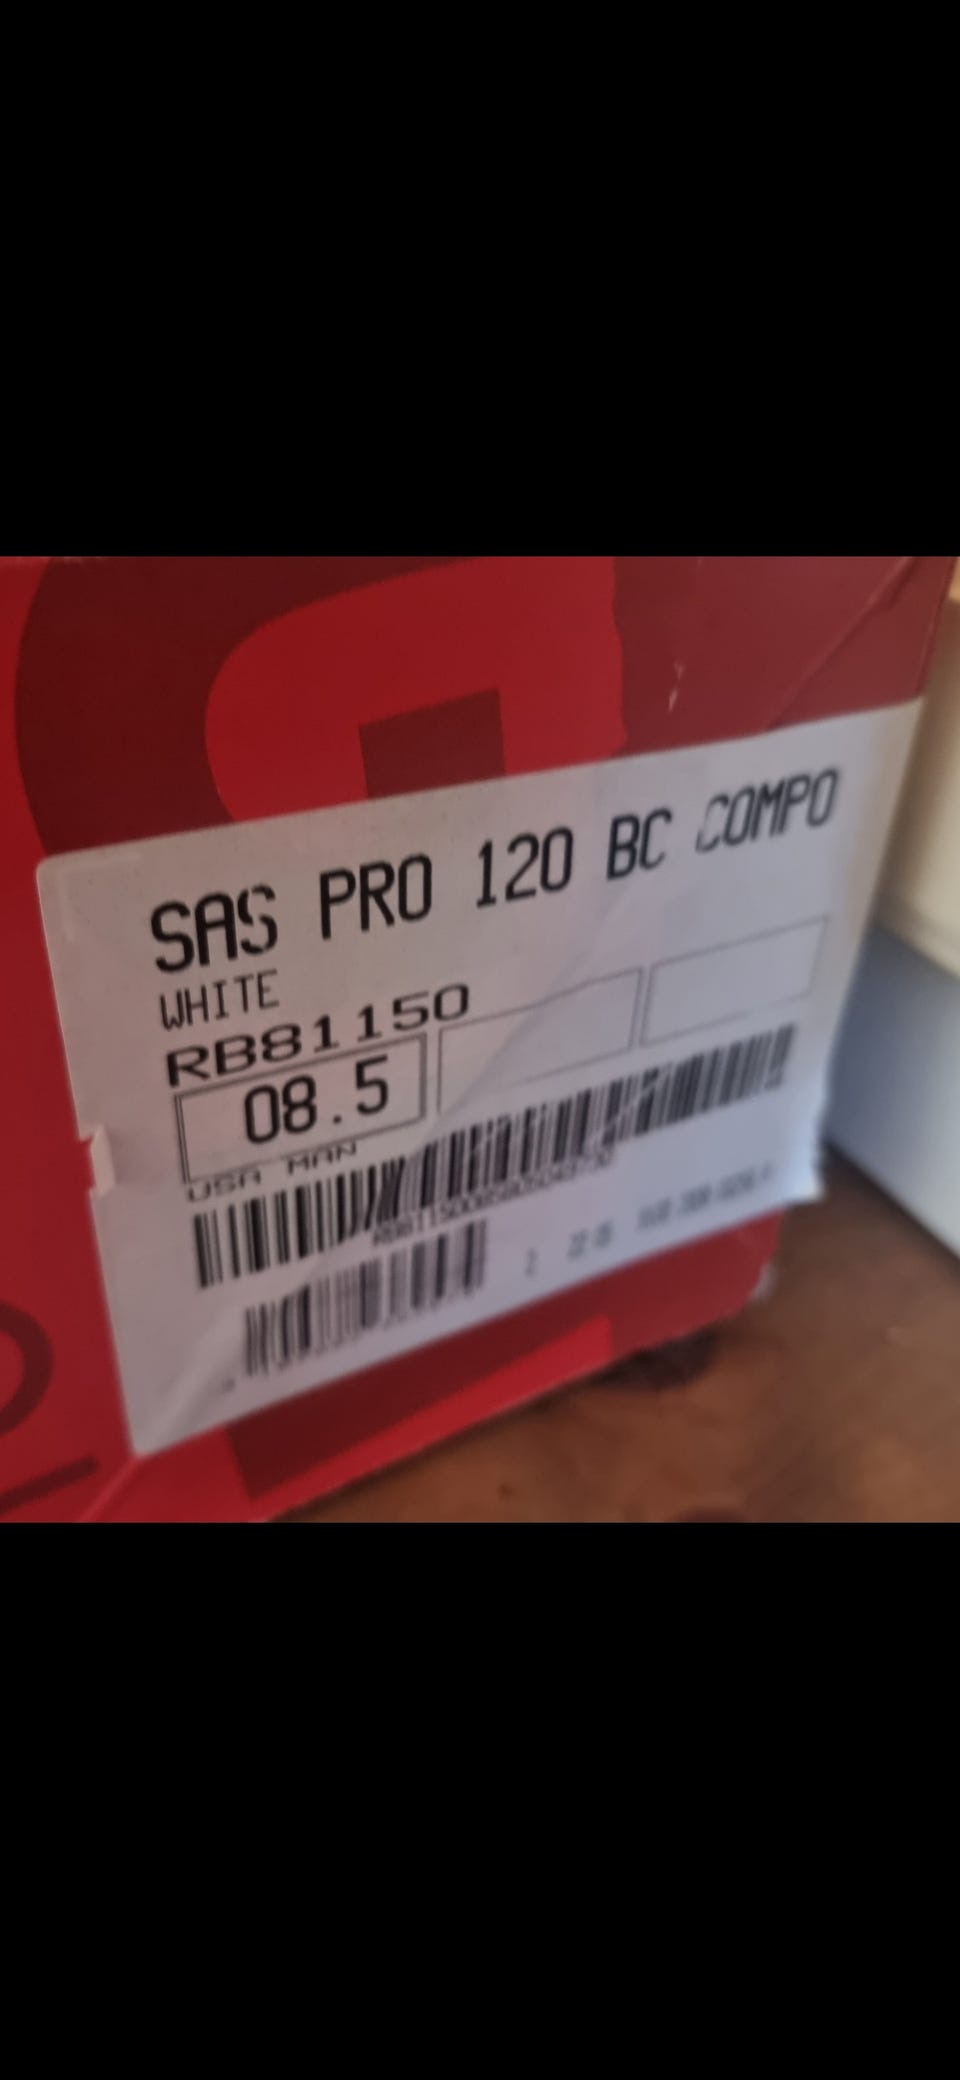 SAS PRO 120 BC COMPO
WHITE
RB81150
08.5
USA MAN